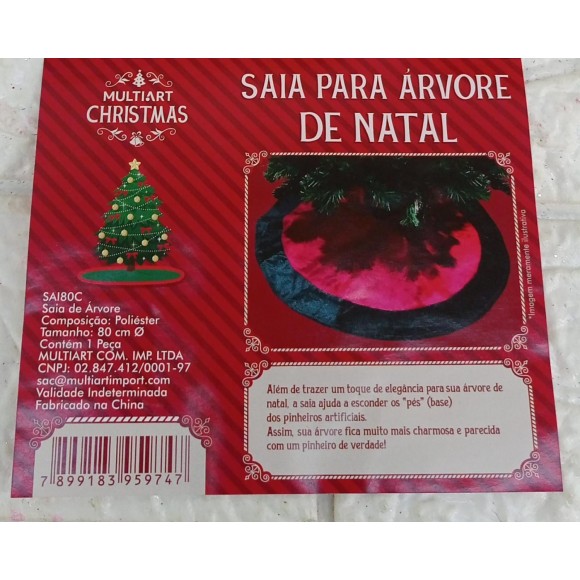 MULTIART
CHRISTMAS
SAIA PARA ÁRVORE
DE NATAL
*Imagem meramente ilustrativa
SAI80C
Saia de Árvore
Composição: Poliéster
Tamanho: 80 cm Ø
Contém 1 Peça
MULTIART COM. IMP. LTDA
CNPJ: 02.847.412/0001-97
sac@multiartimport.com
Validade Indeterminada
Fabricado na China
7 899183 959747
Além de trazer um toque de elegância para sua árvore de
natal, a saia ajuda a esconder os "pés" (base)
dos pinheiros artificiais.
Assim, sua árvore fica muito mais charmosa e parecida
com um pinheiro de verdade!